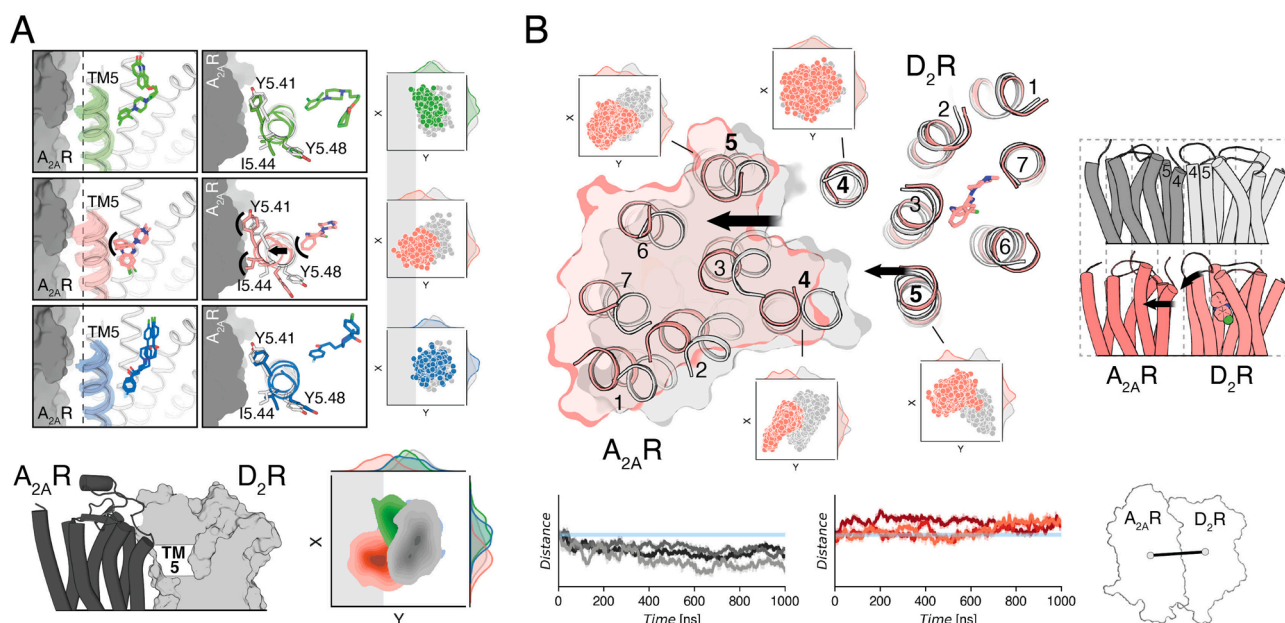 A
TM5
A2AR
A2AR
Y5.41
Y5.48
I5.44
X
Y
TM5
A2AR
A2AR
Y5.41
Y5.48
I5.44
X
Y
TM5
A2AR
A2AR
Y5.41
Y5.48
I5.44
X
Y
A2AR
D2R
TM
5
X
Y
B
D2R
X
Y
X
Y
5
4
1
2
7
3
6
5
6
3
7
4
2
1
A2AR
X
Y
X
Y
5 4 4 5
A2AR D2R
Distance
0 200 400 600 800 1000
Time [ns]
Distance
0 200 400 600 800 1000
Time [ns]
A2AR D2R